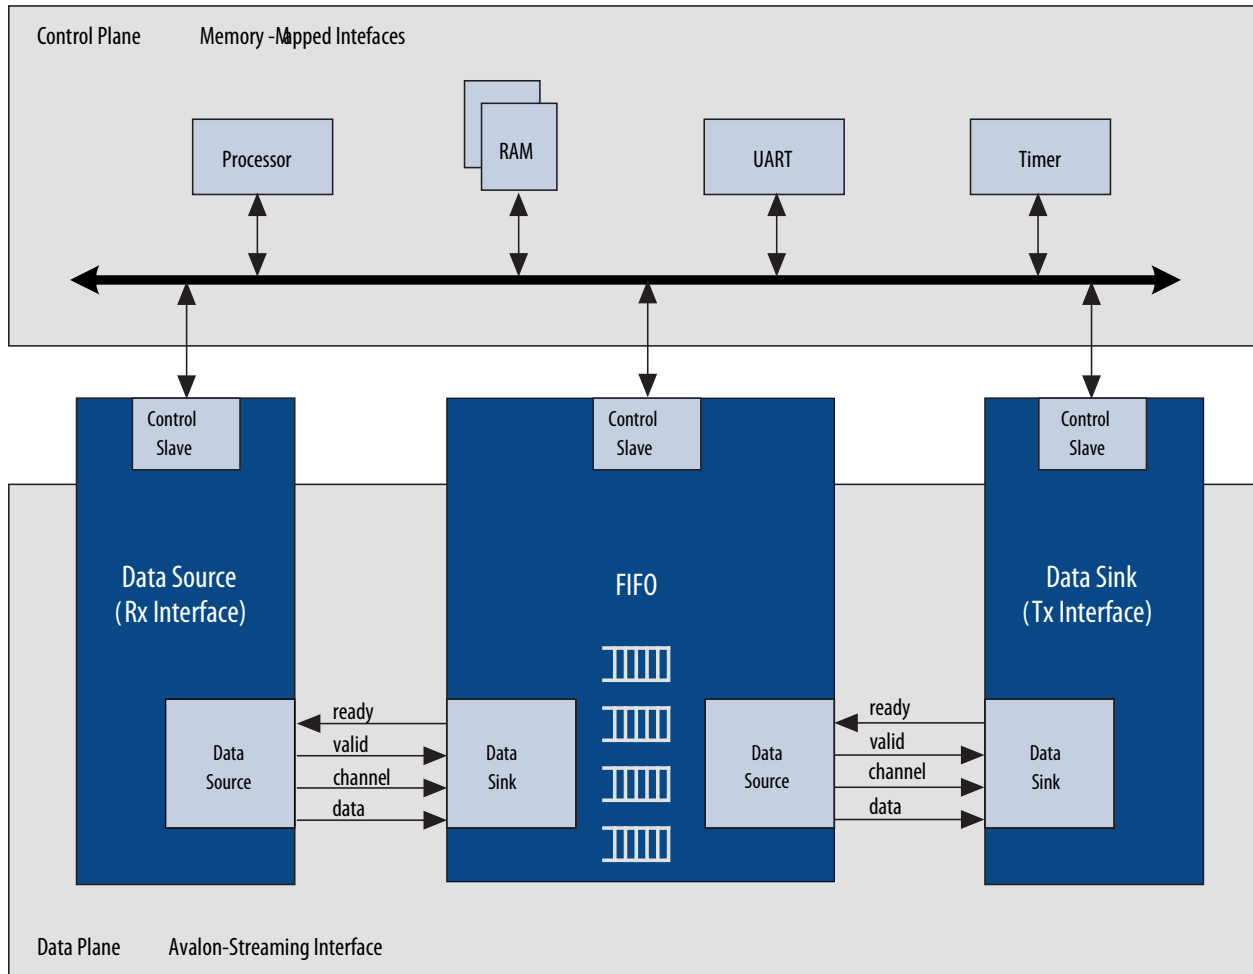 Control Plane Memory -Mapped Intefaces
Processor
RAM
UART
Timer
Control
Slave
Control
Slave
Control
Slave
Data Source
( Rx Interface)
FIFO
Data Sink
( Tx Interface)
ready
valid
channel
data
Data
Source
Data
Sink
Data
Source
ready
valid
channel
data
Data
Sink
Data Plane Avalon-Streaming Interface